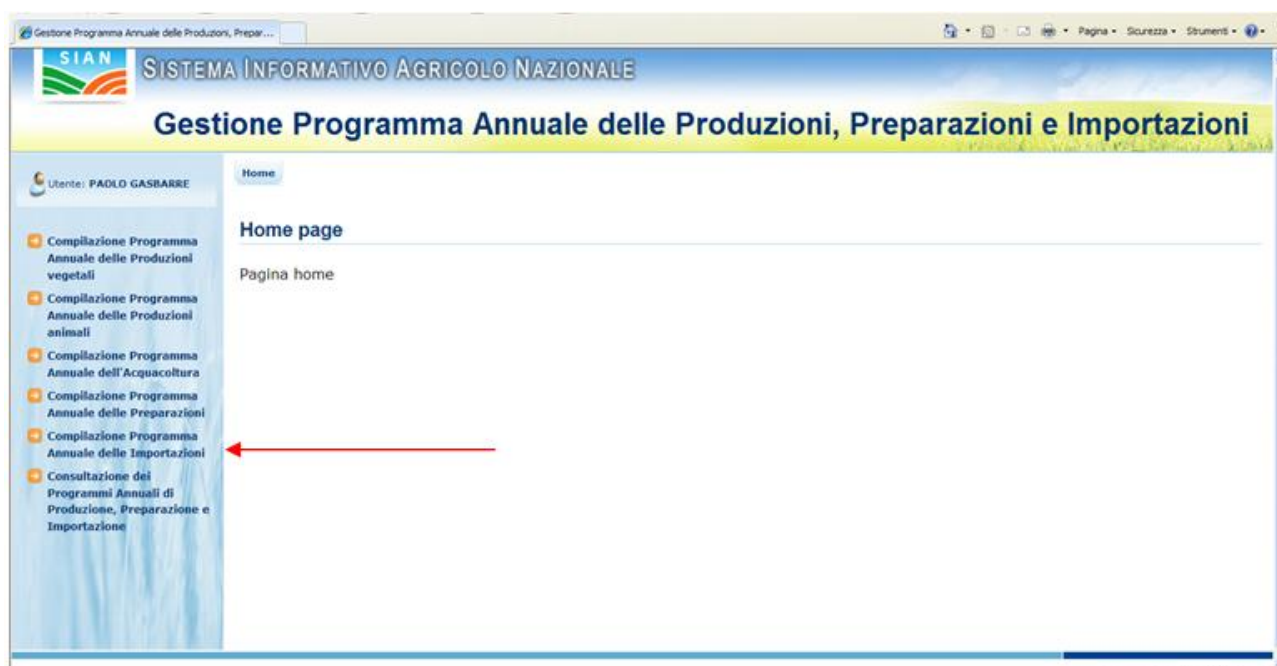 Gestione Programma Annuale delle Produzioni, Prepar...
Pagina Sicurezza Strumenti
SIAN
SISTEMA INFORMATIVO AGRICOLO NAZIONALE
Gestione Programma Annuale delle Produzioni, Preparazioni e Importazioni
Utente: PAOLO GASBARRE
Home
Home page
Pagina home
Compilazione Programma
Annuale delle Produzioni
vegetali
Compilazione Programma
Annuale delle Produzioni
animali
Compilazione Programma
Annuale dell'Acquacoltura
Compilazione Programma
Annuale delle Preparazioni
Compilazione Programma
Annuale delle Importazioni
Consultazione dei
Programmi Annuali di
Produzione, Preparazione e
Importazione